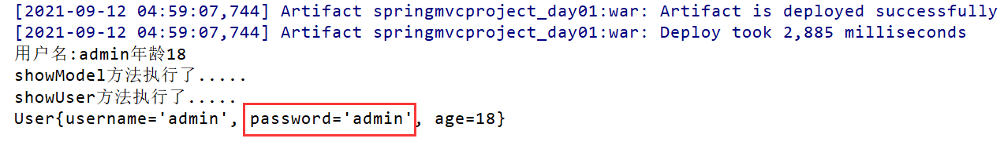 [2021-09-12 04:59:07,744] Artifact springmvcproject_day01:war: Artifact is deployed successfully
[2021-09-12 04:59:07,744] Artifact springmvcproject_day01:war: Deploy took 2,885 milliseconds
用户名:admin年龄18
showModel方法执行了.....
showUser方法执行了.....
User{username='admin', password='admin', age=18}